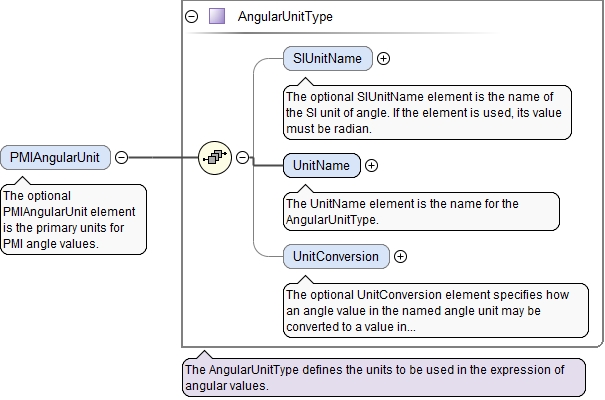 AngularUnitType
SIUnitName
The optional SIUnitName element is the name of
the SI unit of angle. If the element is used, its value
must be radian.
PMIAngularUnit
The optional
PMIAngularUnit element
is the primary units for
PMI angle values.
UnitName
The UnitName element is the name for the
AngularUnitType.
UnitConversion
The optional UnitConversion element specifies how
an angle value in the named angle unit may be
converted to a value in...
The AngularUnitType defines the units to be used in the expression of
angular values.